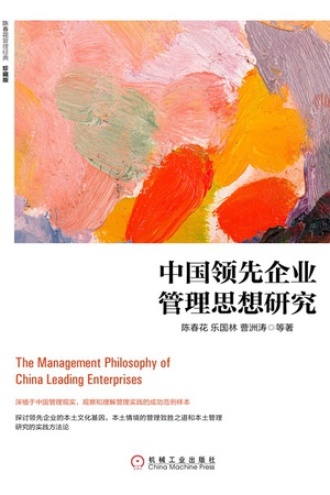 陈春花管理经典 珍藏版
中国领先企业
管理思想研究
陈春花 乐国林 曹洲涛◎等著
The Management Philosophy of
China Leading Enterprises
深植于中国管理现实,观察和理解管理实践的成功范例样本
探讨领先企业的本土文化基因、本土情境的管理致胜之道和本土管理
研究的实践方法论
机械工业出版社
China Machine Press